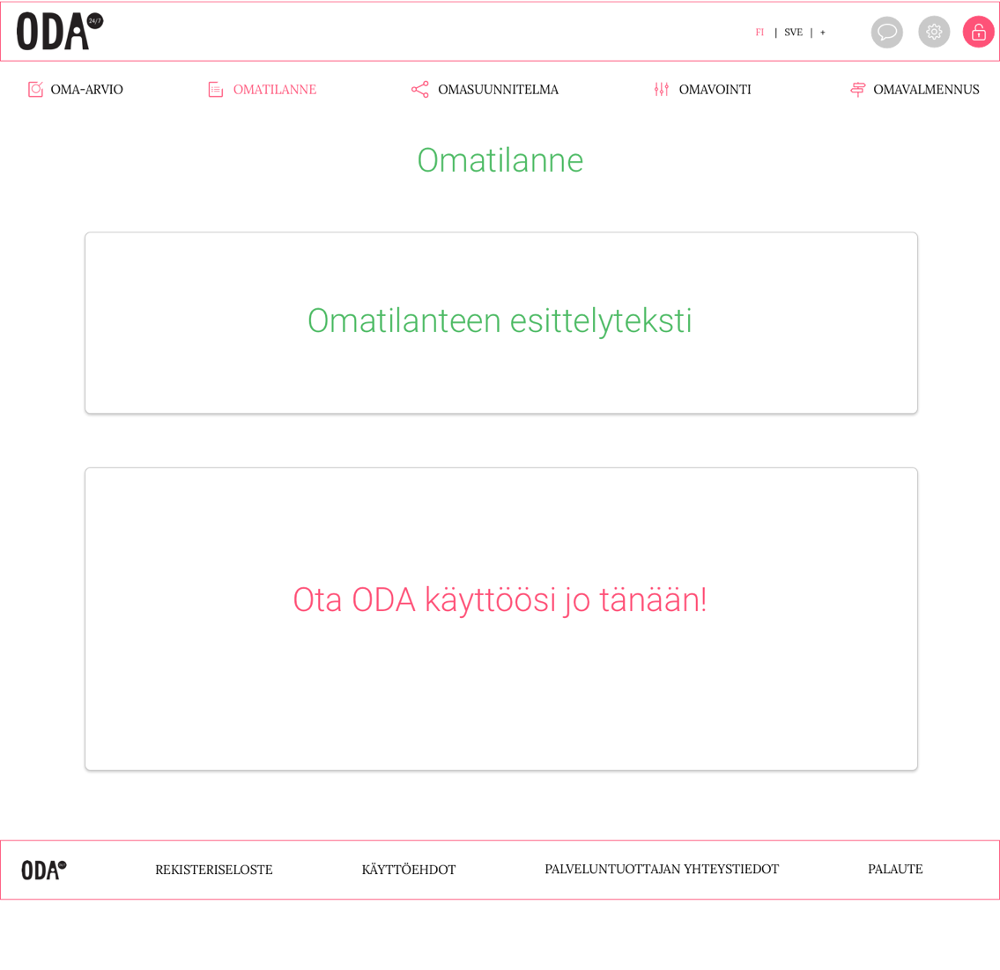 ODA 24/7
FI | SVE | +
OMA-ARVIO OMATILANNE OMASUUNNITELMA OMAVOINTI OMAVALMENNUS
Omatilanne
Omatilanteen esittelyteksti
Ota ODA käyttöösi jo tänään!
ODA REKISTERISELOSTE KÄYTTÖEHDOT PALVELUNTUOTTAJAN YHTEYSTIEDOT PALAUTE